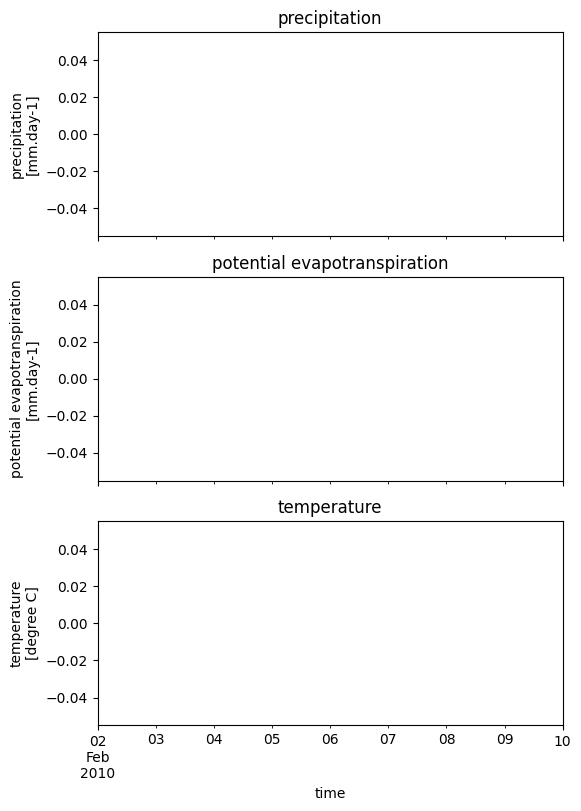 precipitation
precipitation
[mm.day-1]
0.04
0.02
0.00
−0.02
−0.04
potential evapotranspiration
potential evapotranspiration
[mm.day-1]
0.04
0.02
0.00
−0.02
−0.04
temperature
temperature
[degree C]
0.04
0.02
0.00
−0.02
−0.04
02 03 04 05 06 07 08 09 10
Feb
2010
time